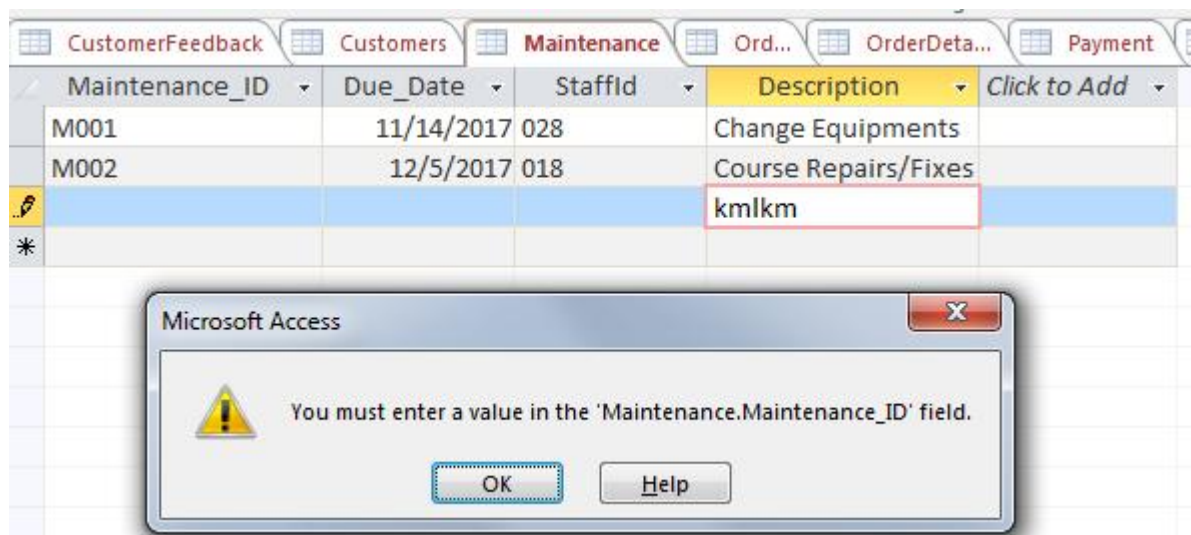 CustomerFeedback Customers Maintenance Ord... OrderDeta... Payment
Maintenance_ID Due_Date StaffId Description Click to Add
M001 11/14/2017 028 Change Equipments
M002 12/5/2017 018 Course Repairs/Fixes
kmlkm
Microsoft Access
You must enter a value in the 'Maintenance.Maintenance_ID' field.
OK Help